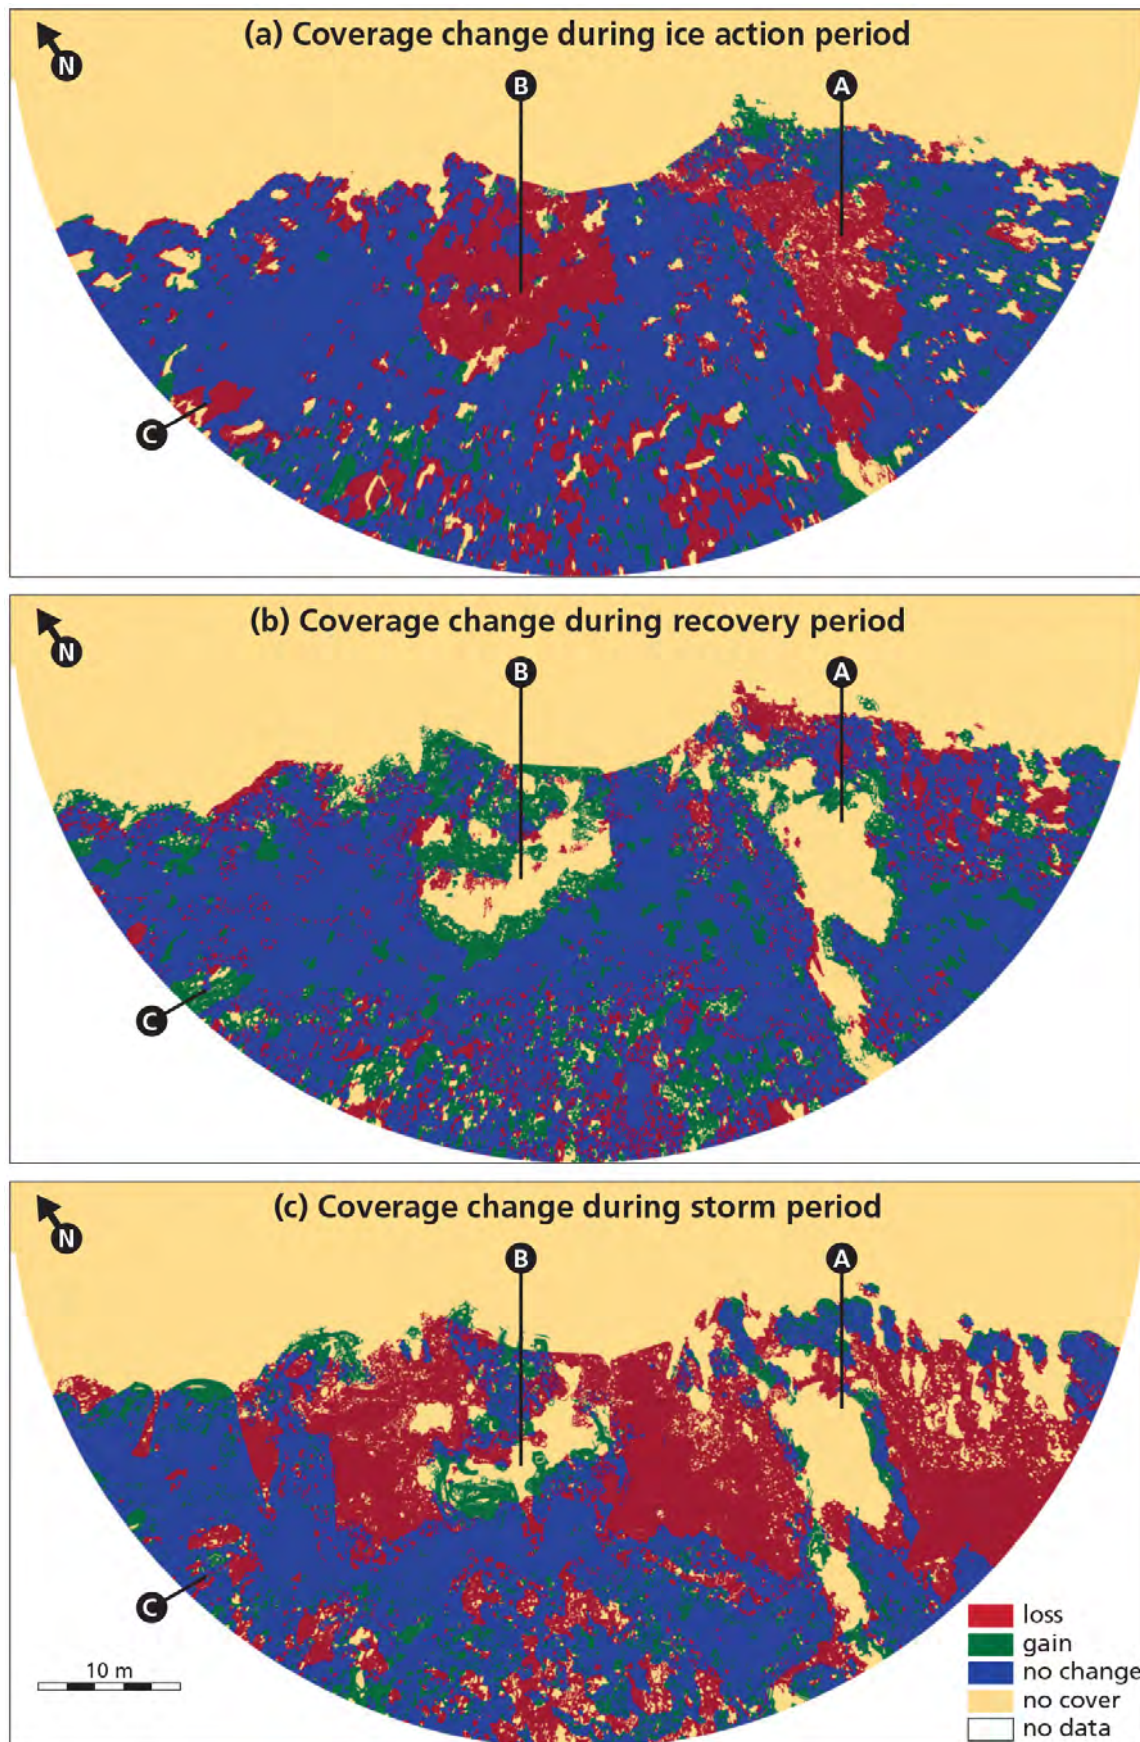 (a) Coverage change during ice action period
N
B
A
C
(b) Coverage change during recovery period
N
B
A
C
(c) Coverage change during storm period
N
B
A
C
10 m
loss
gain
no change
no cover
no data